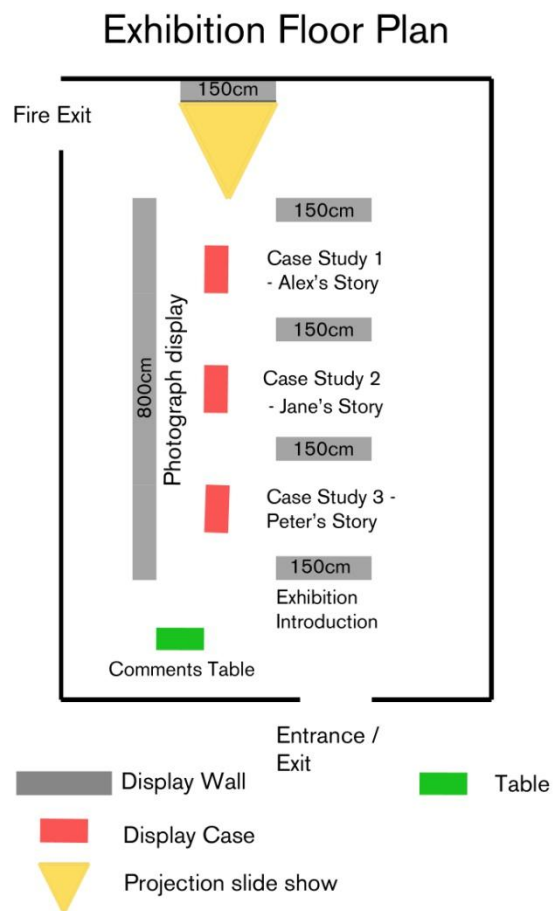 Exhibition Floor Plan
150cm
Fire Exit
150cm
Case Study 1
- Alex's Story
150cm
800cm
Photograph display
Case Study 2
- Jane's Story
150cm
Case Study 3 -
Peter's Story
150cm
Exhibition
Introduction
Comments Table
Entrance /
Exit
Display Wall
Table
Display Case
Projection slide show